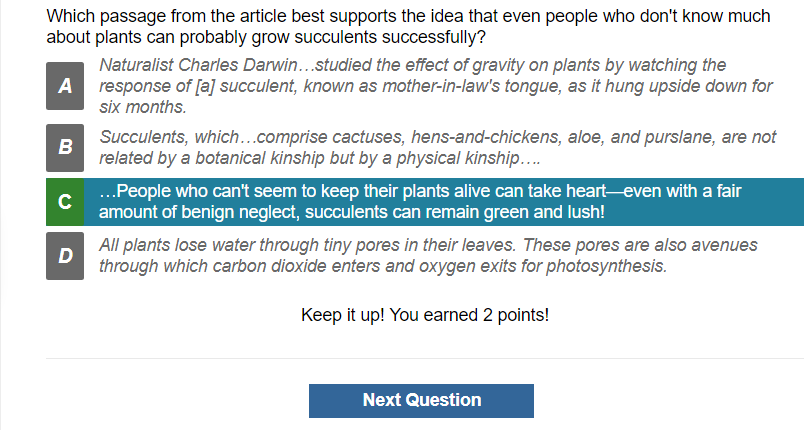 Which passage from the article best supports the idea that even people who don't know much
about plants can probably grow succulents successfully?
A
Naturalist Charles Darwin…studied the effect of gravity on plants by watching the
response of [a] succulent, known as mother-in-law's tongue, as it hung upside down for
six months.
B
Succulents, which…comprise cactuses, hens-and-chickens, aloe, and purslane, are not
related by a botanical kinship but by a physical kinship….
C
…People who can't seem to keep their plants alive can take heart—even with a fair
amount of benign neglect, succulents can remain green and lush!
D
All plants lose water through tiny pores in their leaves. These pores are also avenues
through which carbon dioxide enters and oxygen exits for photosynthesis.
Keep it up! You earned 2 points!
Next Question